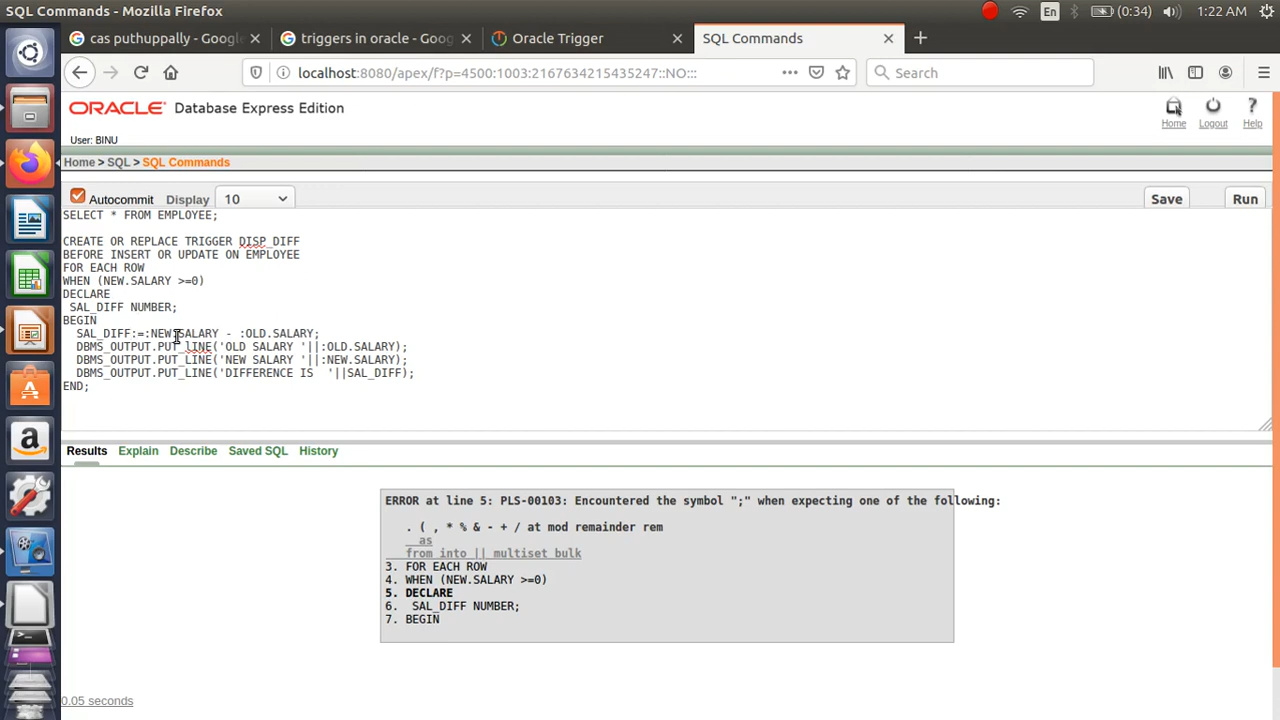 SQL Commands - Mozilla Firefox
En
(0:34)
1:22 AM
cas puthuppally - Google
triggers in oracle - Goo
Oracle Trigger
SQL Commands
localhost:8080/apex/f?p=4500:1003:2167634215435247::NO:::
Search
ORACLE Database Express Edition
Home
Logout
Help
User: BINU
Home > SQL > SQL Commands
Autocommit
Display
10
Save
Run
SELECT * FROM EMPLOYEE;
CREATE OR REPLACE TRIGGER DISP_DIFF
BEFORE INSERT OR UPDATE ON EMPLOYEE
FOR EACH ROW
WHEN (NEW.SALARY >=0)
DECLARE
SAL_DIFF NUMBER;
BEGIN
SAL_DIFF:=:NEW.SALARY - :OLD.SALARY;
DBMS_OUTPUT.PUT_lINE('OLD SALARY '||:OLD.SALARY);
DBMS_OUTPUT.PUT_LINE('NEW SALARY '||:NEW.SALARY);
DBMS_OUTPUT.PUT_LINE('DIFFERENCE IS  '||SAL_DIFF);
END;
Results
Explain
Describe
Saved SQL
History
ERROR at line 5: PLS-00103: Encountered the symbol ";" when expecting one of the following:
. ( , * % & - + / at mod remainder rem
as
from into || multiset bulk
3. FOR EACH ROW
4. WHEN (NEW.SALARY >=0)
5. DECLARE
6.  SAL_DIFF NUMBER;
7. BEGIN
0.05 seconds